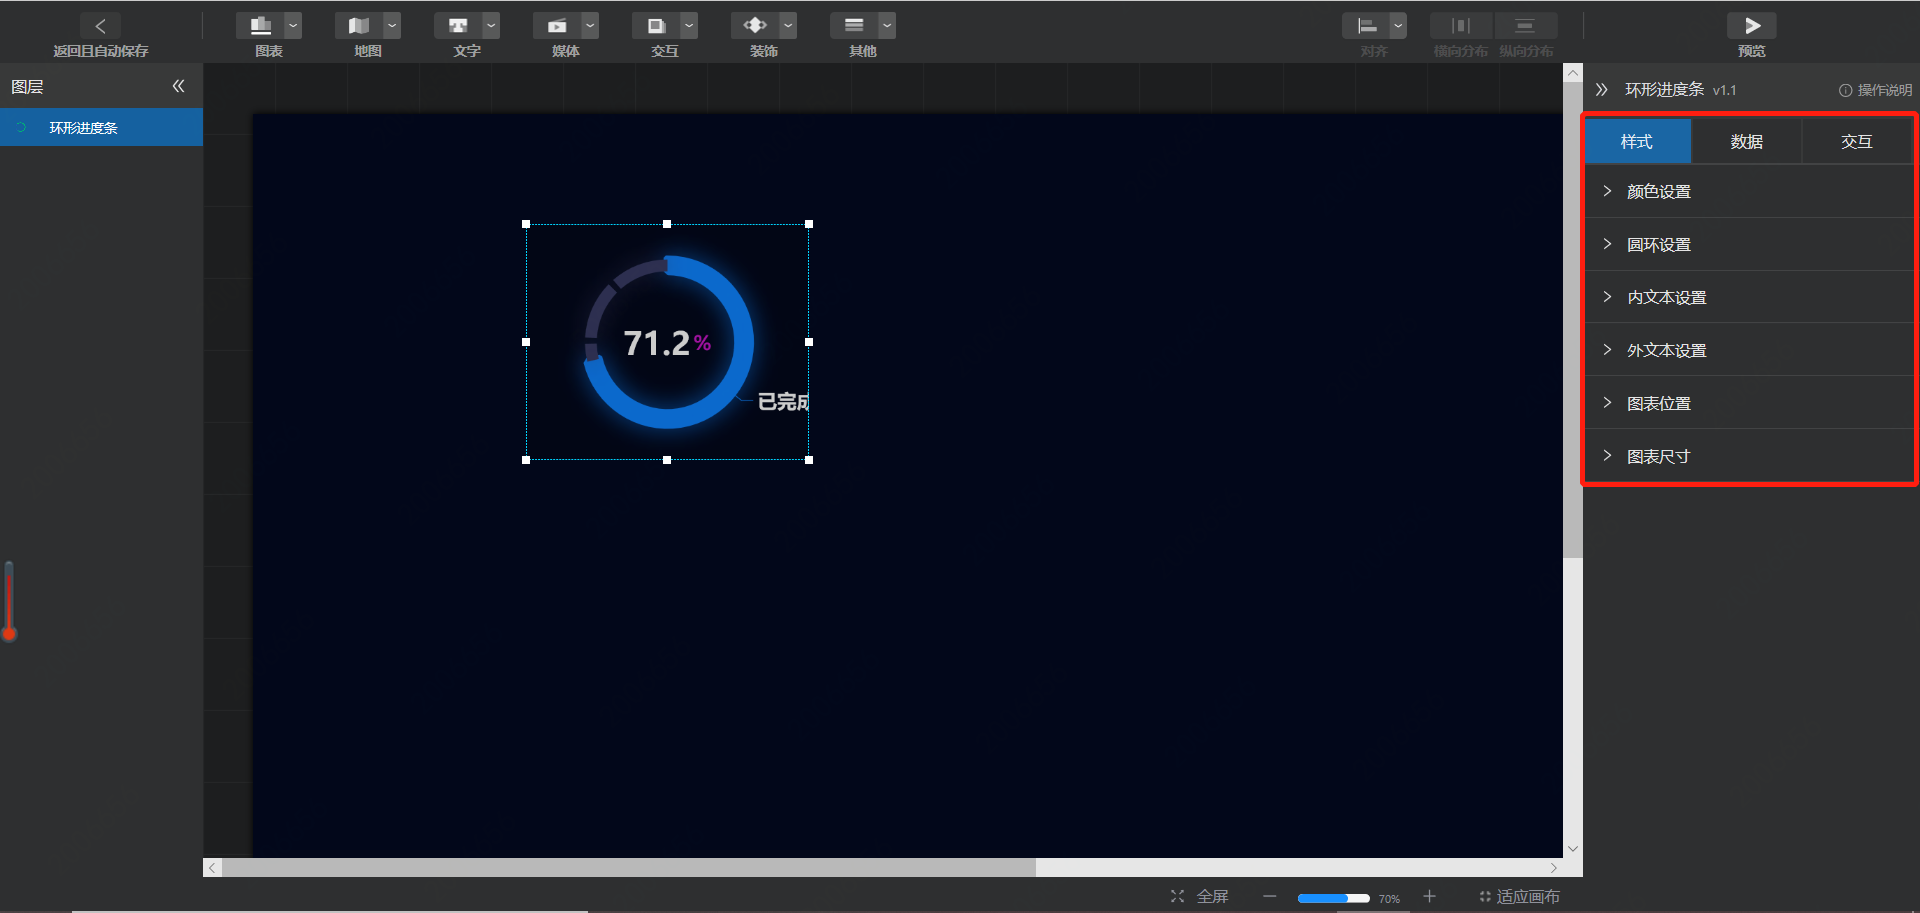 返回且自动保存
图表
地图
文字
媒体
交互
装饰
其他
对齐
横向分布
纵向分布
预览
图层
环形进度条
71.2%
已完成
环形进度条 v1.1
操作说明
样式
数据
交互
颜色设置
圆环设置
内文本设置
外文本设置
图表位置
图表尺寸
全屏
70%
适应画布